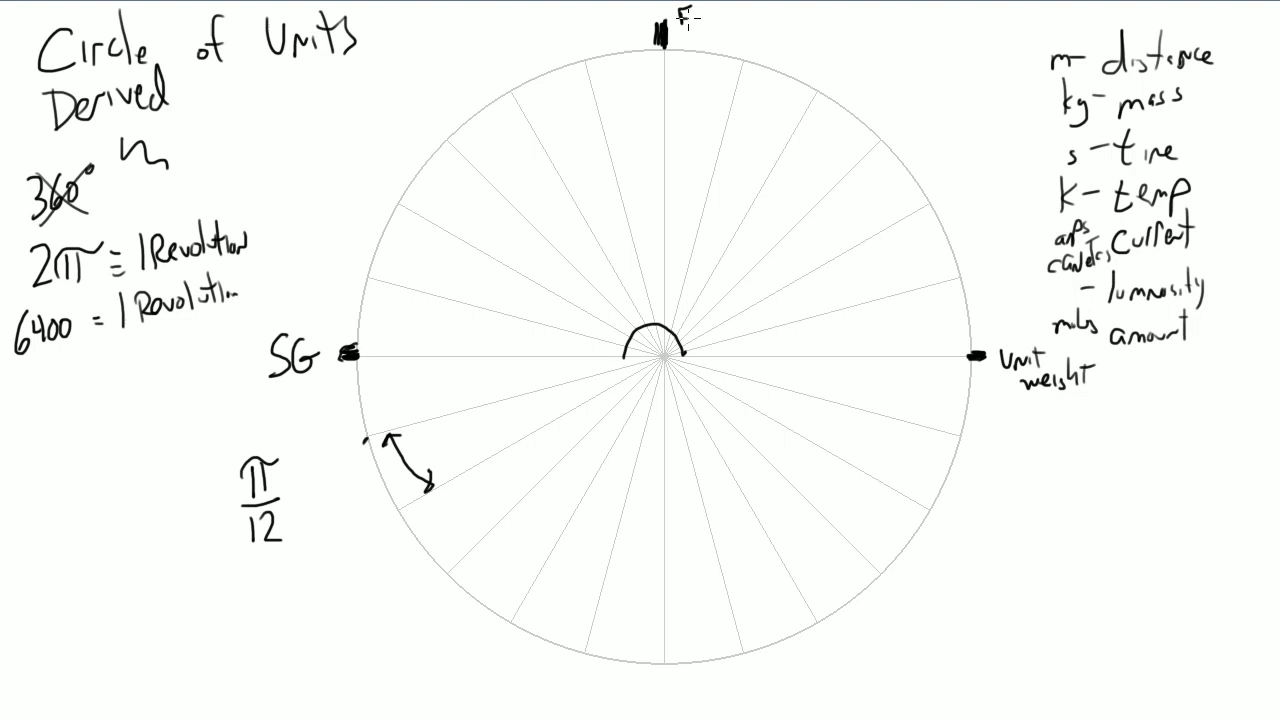 Circle of Units
Derived
m
360°
2π ≡ 1 Revolution
6400 = 1 Revolution
SG
π
12
F
m - distance
kg - mass
s - time
K - temp
amps Current
candela,
- luminosity
mols amount
Unit
weight